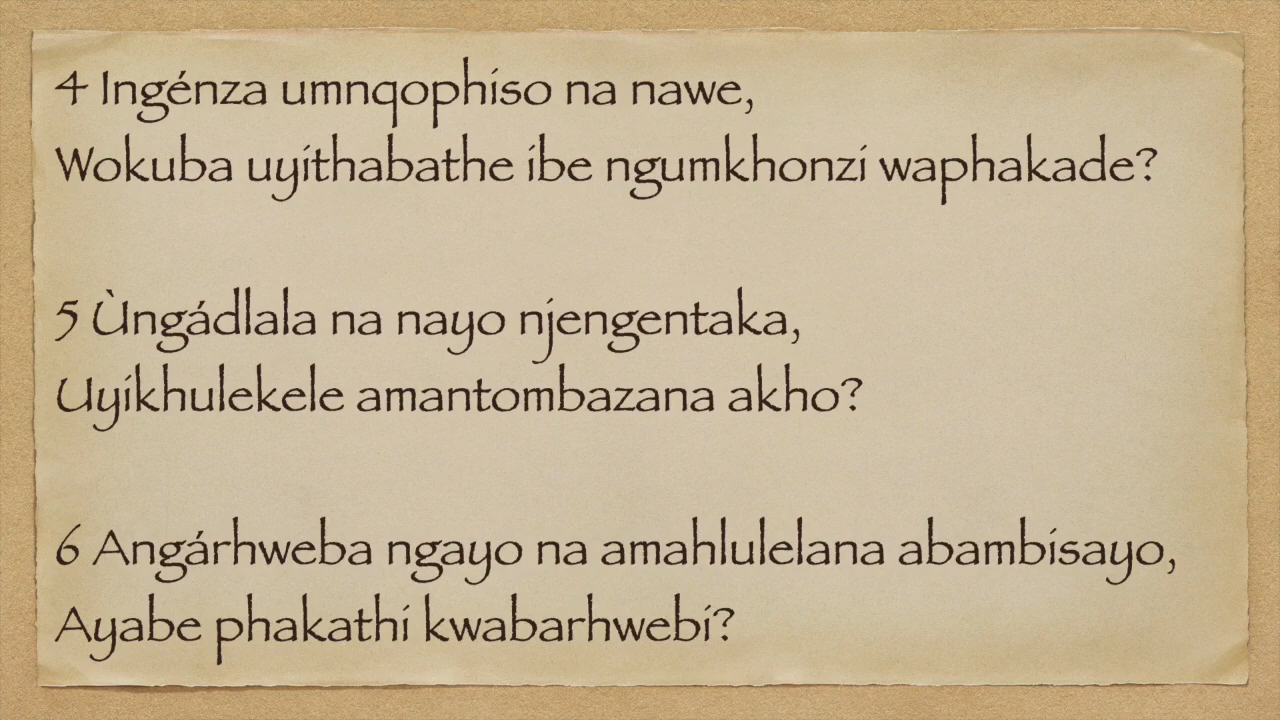 4 Ingénza umnqophiso na nawe,
Wokuba uyithabathe ibe ngumkhonzi waphakade?
5 Ùngádlala na nayo njengentaka,
Uyikhulekele amantombazana akho?
6 Angárhweba ngayo na amahlulelana abambisayo,
Ayabe phakathi kwabarhwebi?